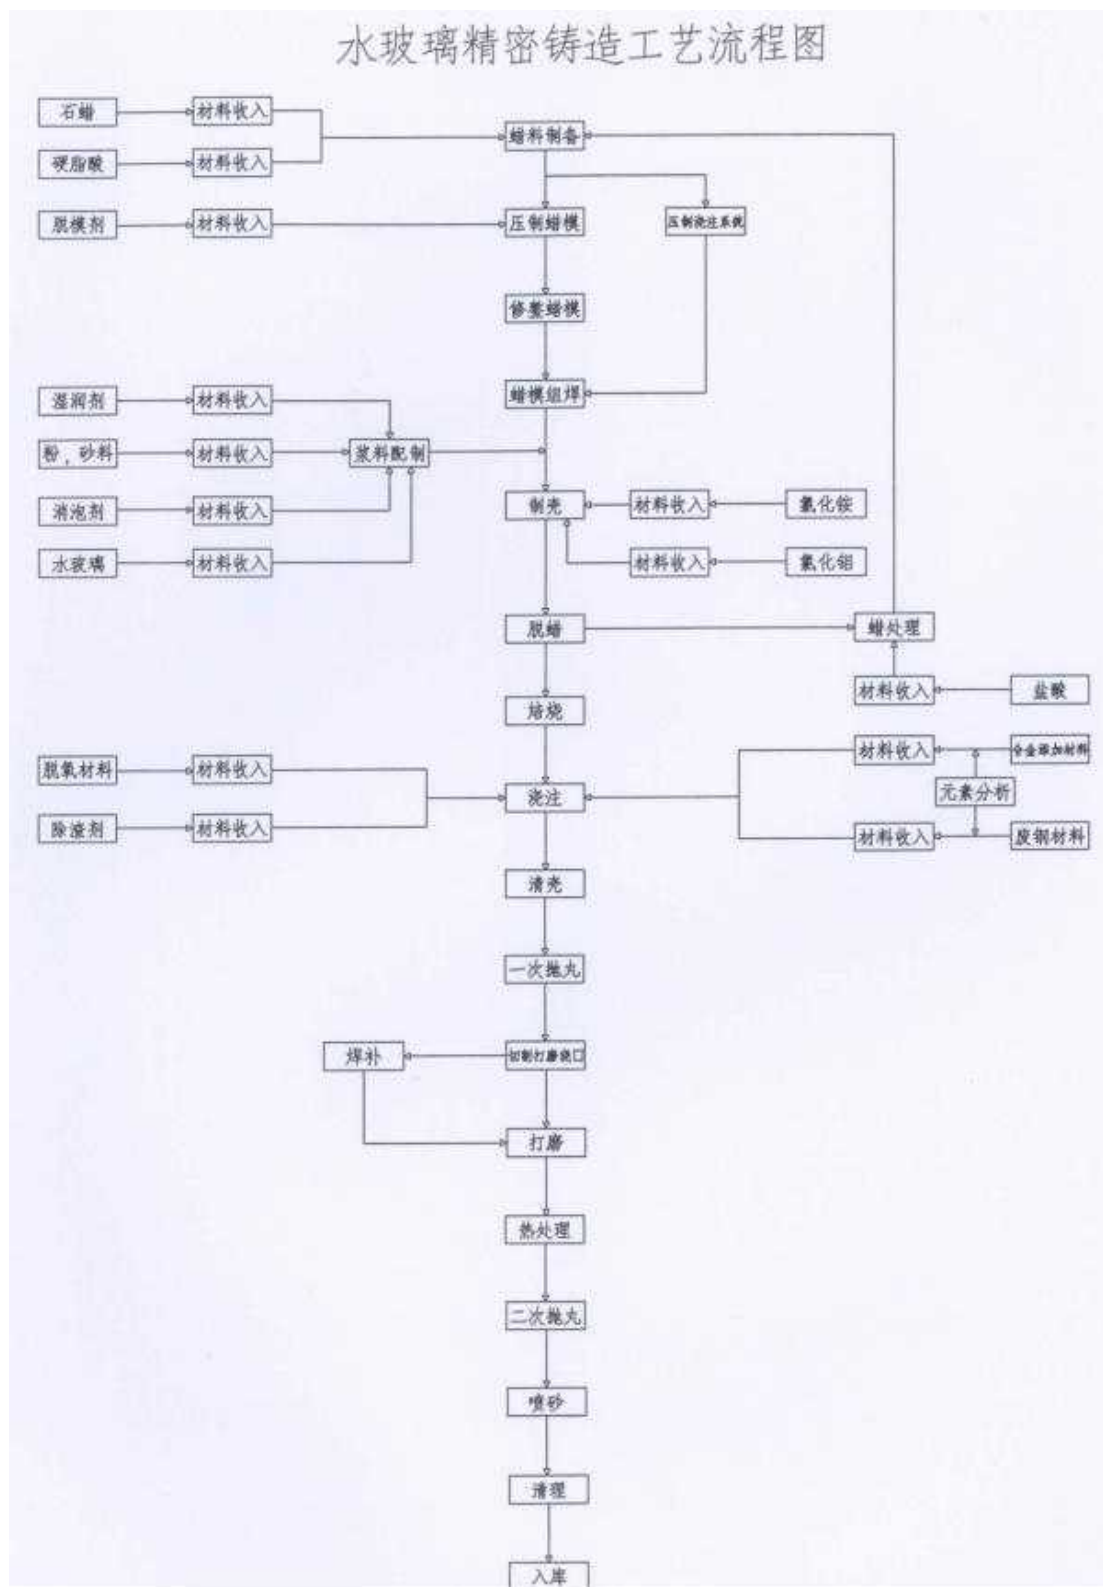 水玻璃精密铸造工艺流程图
石蜡
材料收入
蜡料制备
硬脂酸
材料收入
脱模剂
材料收入
压制蜡模
压制浇注系统
修整蜡模
蜡模组焊
湿润剂
材料收入
粉，砂料
材料收入
浆料配制
消泡剂
材料收入
制壳
材料收入
氯化铵
水玻璃
材料收入
材料收入
氯化铝
脱蜡
蜡处理
材料收入
盐酸
焙烧
脱氧材料
材料收入
材料收入
合金添加材料
浇注
元素分析
除渣剂
材料收入
材料收入
废钢材料
清壳
一次抛丸
焊补
切割打磨浇口
打磨
热处理
二次抛丸
喷砂
清理
入库